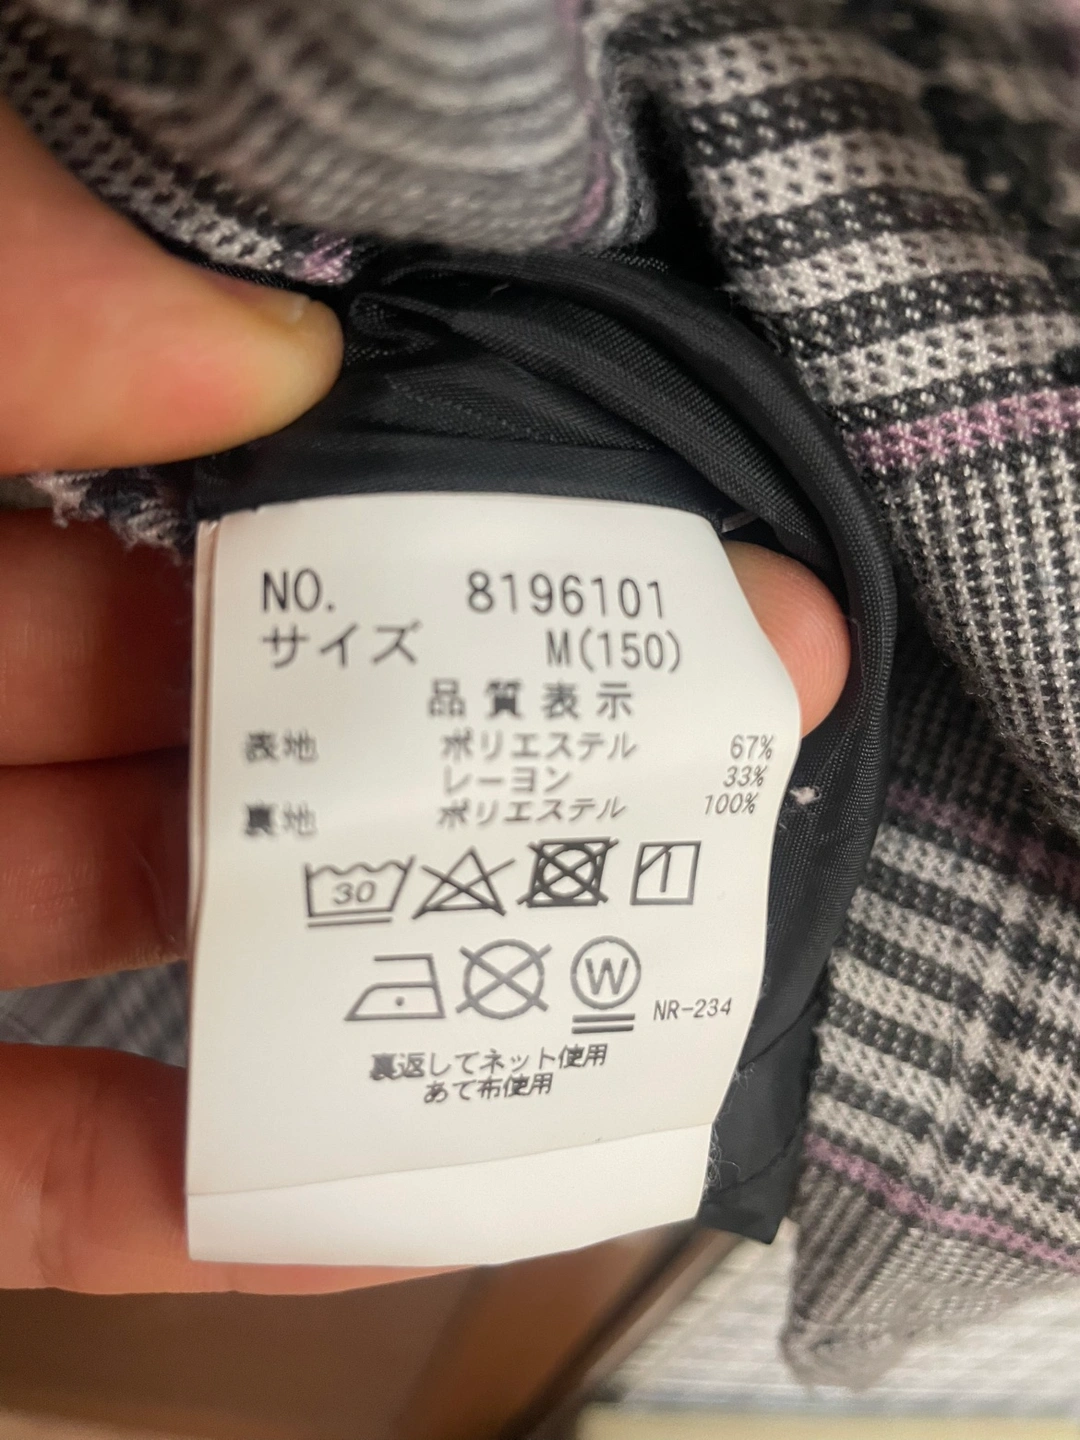 NO. 8196101
サイズ M(150)
品質表示
表地 ポリエステル 67%
レーヨン 33%
裏地 ポリエステル 100%
30
W NR-234
裏返してネット使用
あて布使用